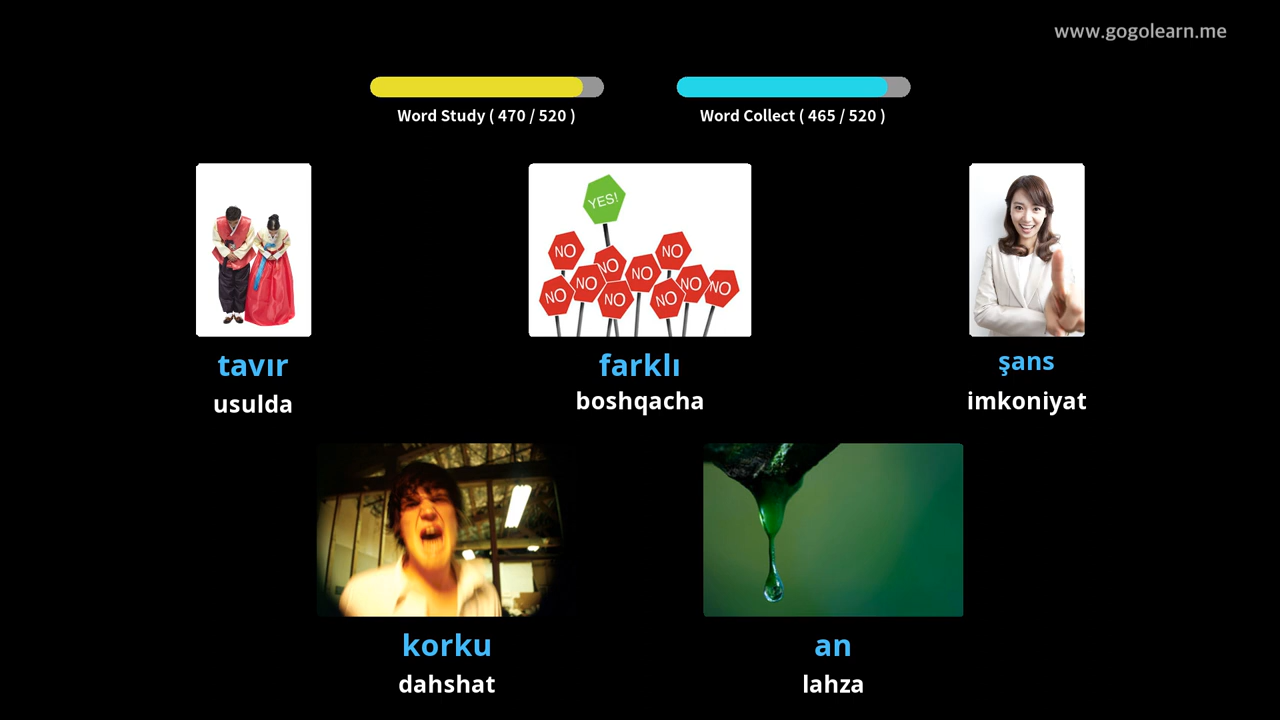 www.gogolearn.me
Word Study ( 470 / 520 )
Word Collect ( 465 / 520 )
YES!
NO
NO
NO
NO
NO
NO
NO
NO
NO
NO
tavır
farklı
şans
usulda
boshqacha
imkoniyat
korku
an
dahshat
lahza